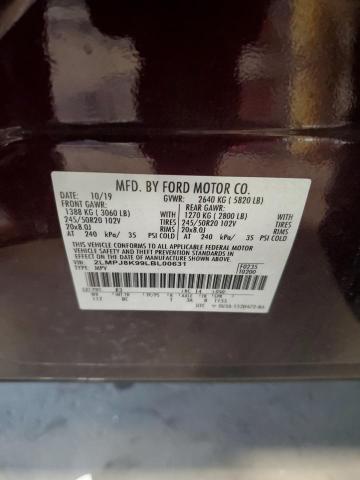 MFD. BY FORD MOTOR CO.
DATE: 10/19 GVWR: 2640 KG ( 5820 LB)
FRONT GAWR: REAR GAWR:
1388 KG ( 3060 LB) 1270 KG ( 2800 LB)
245/50R20 102V TIRES 245/50R20 102V
20x8.0J RIMS 20x8.0J
AT 240 kPa/ 35 PSI COLD AT 240 kPa/ 35 PSI COLD
THIS VEHICLE CONFORMS TO ALL APPLICABLE FEDERAL MOTOR
VEHICLE SAFETY AND THEFT PREVENTION STANDARDS IN
EFFECT ON THE DATE OF MANUFACTURE SHOWN ABOVE.
VIN: 2LMPJ8K99LBL00631 F0235
TYPE: MPV T0200